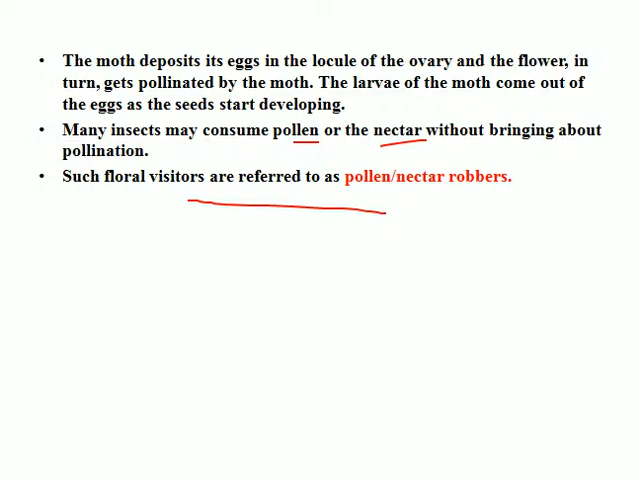 • The moth deposits its eggs in the locule of the ovary and the flower, in
turn, gets pollinated by the moth. The larvae of the moth come out of
the eggs as the seeds start developing.
• Many insects may consume pollen or the nectar without bringing about
pollination.
• Such floral visitors are referred to as pollen/nectar robbers.